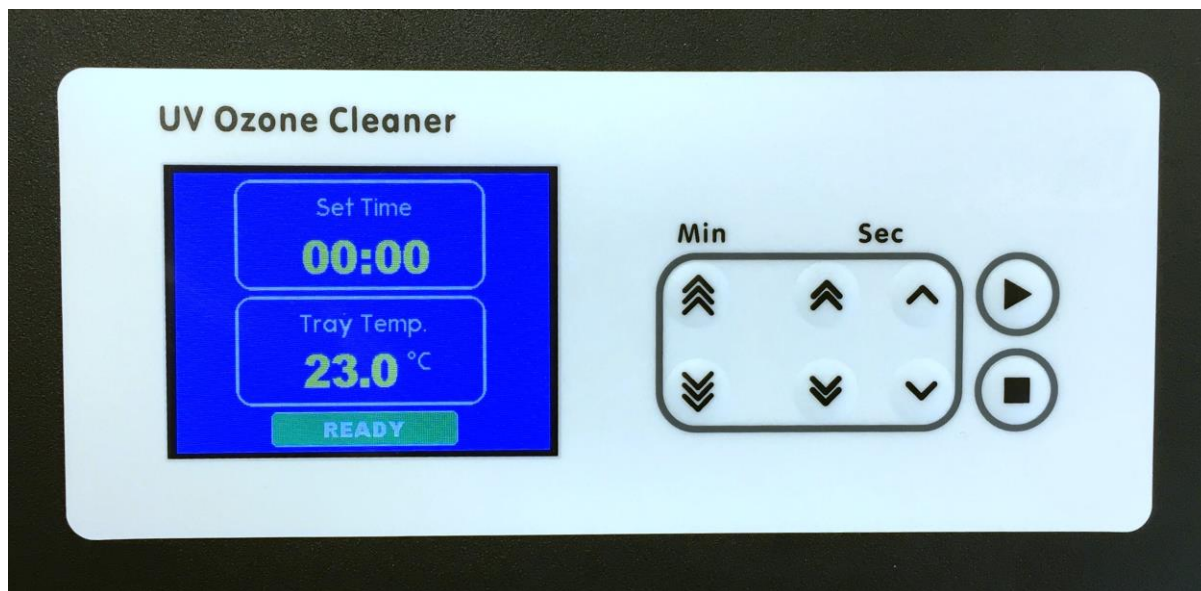 UV Ozone Cleaner
Set Time
00:00
Tray Temp.
23.0 °C
READY
Min Sec